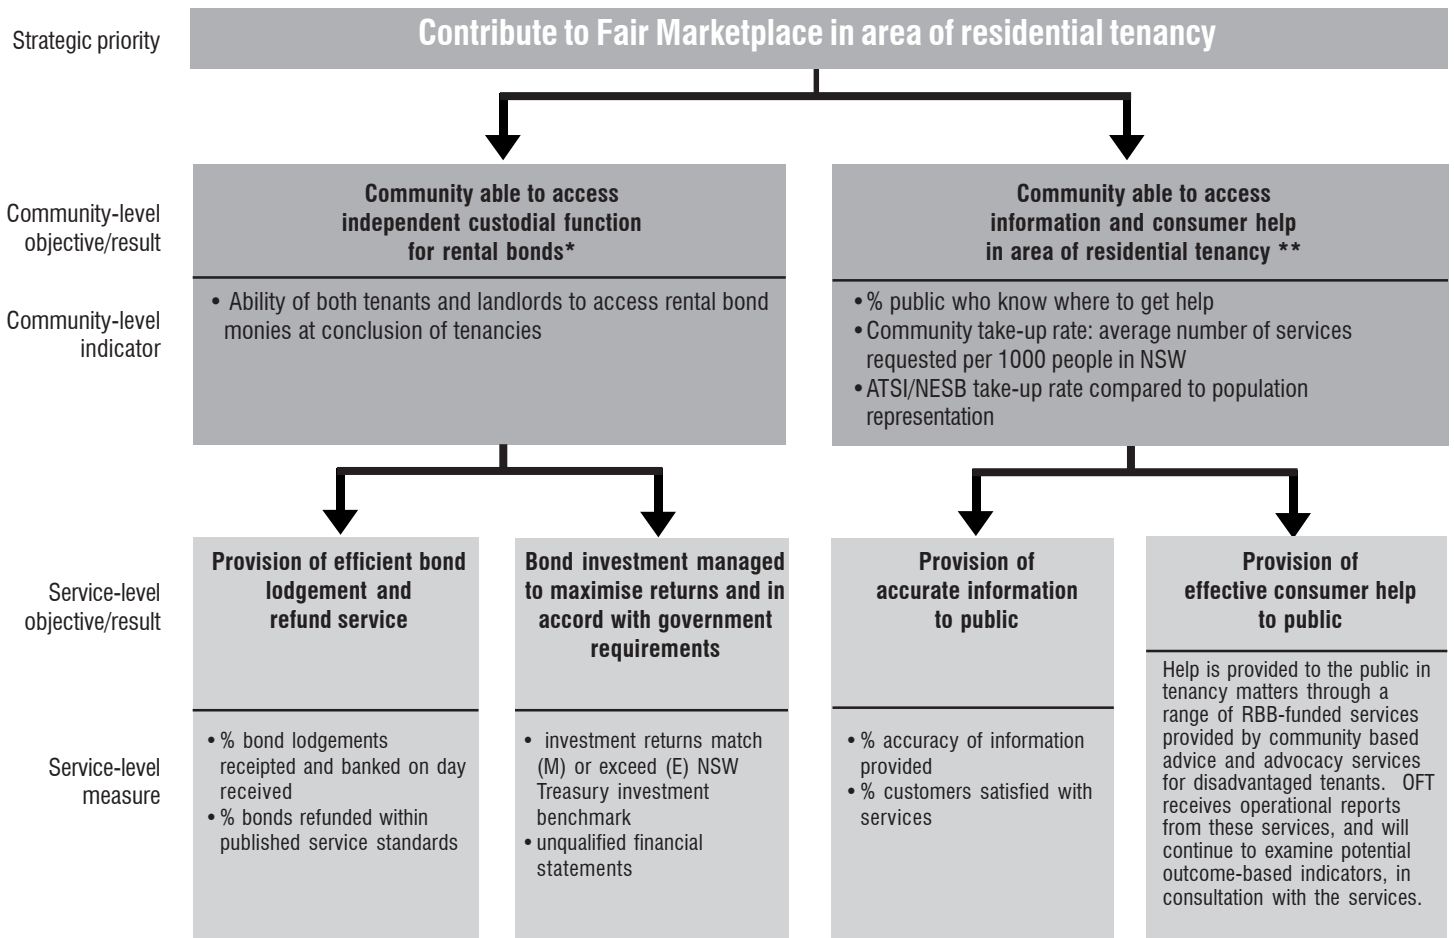 Strategic priority
Contribute to Fair Marketplace in area of residential tenancy
Community-level
objective/result
Community able to access
independent custodial function
for rental bonds*
Community able to access
information and consumer help
in area of residential tenancy **
Community-level
indicator
• Ability of both tenants and landlords to access rental bond
monies at conclusion of tenancies
• % public who know where to get help
• Community take-up rate: average number of services
requested per 1000 people in NSW
• ATSI/NESB take-up rate compared to population
representation
Service-level
objective/result
Provision of efficient bond
lodgement and
refund service
Bond investment managed
to maximise returns and in
accord with government
requirements
Provision of
accurate information
to public
Provision of
effective consumer help
to public
Service-level
measure
• % bond lodgements
receipted and banked on day
received
• % bonds refunded within
published service standards
• investment returns match
(M) or exceed (E) NSW
Treasury investment
benchmark
• unqualified financial
statements
• % accuracy of information
provided
• % customers satisfied with
services
Help is provided to the public in
tenancy matters through a
range of RBB-funded services
provided by community based
advice and advocacy services
for disadvantaged tenants. OFT
receives operational reports
from these services, and will
continue to examine potential
outcome-based indicators, in
consultation with the services.